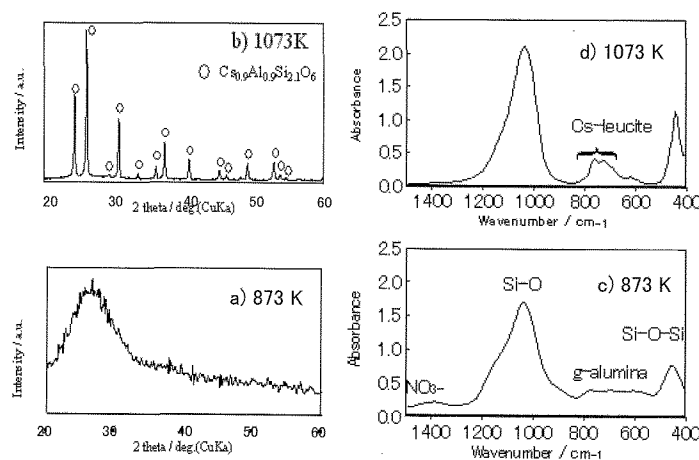 b) 1073K
Cs0.9Al0.9Si2.1O6
Intensity / a.u.
20 30 40 50 60
2 theta / deg.(CuKa)
d) 1073 K
Cs-leucite
Absorbance
2.5
2.0
1.5
1.0
0.5
0.0
1400 1200 1000 800 600 400
Wavenumber / cm-1
a) 873 K
Intensity / a.u.
20 30 40 50 60
2 theta / deg.(CuKa)
c) 873 K
Si-O
Si-O-Si
g-alumina
NO3-
Absorbance
2.5
2.0
1.5
1.0
0.5
0.0
1400 1200 1000 800 600 400
Wavenumber / cm-1